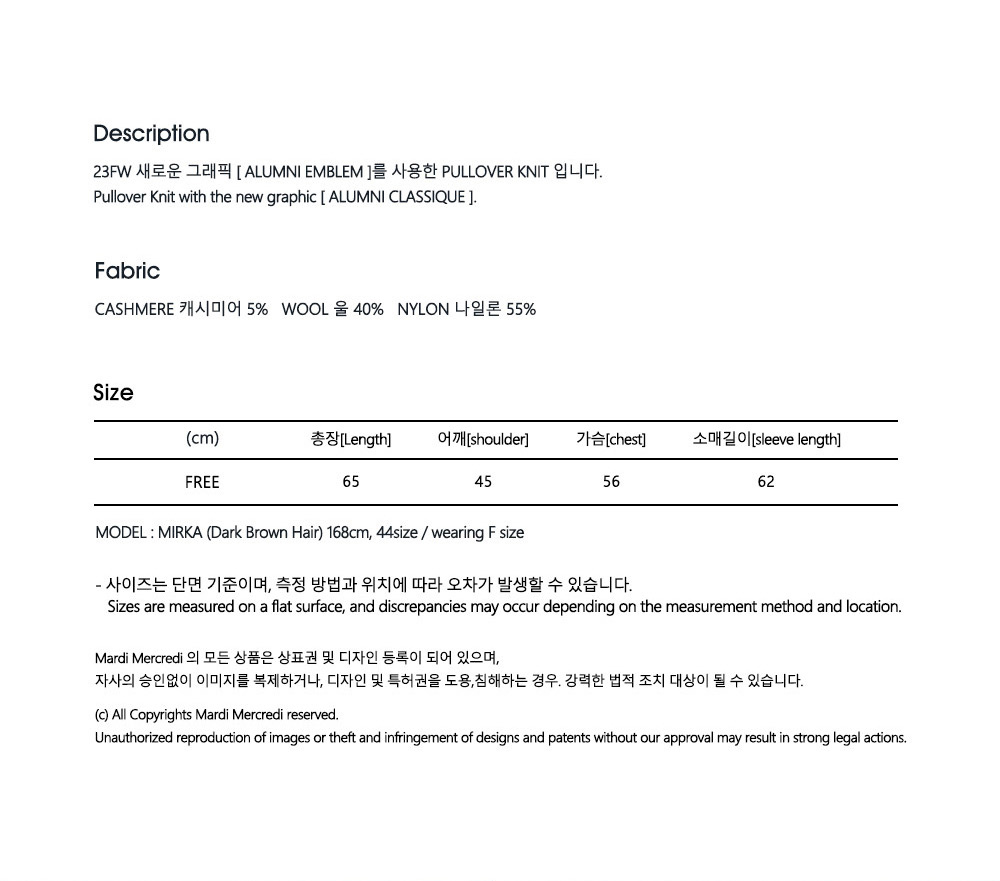 Description
23FW 새로운 그래픽 [ ALUMNI EMBLEM ]를 사용한 PULLOVER KNIT 입니다.
Pullover Knit with the new graphic [ ALUMNI CLASSIQUE ].
Fabric
CASHMERE 캐시미어 5% WOOL 울 40% NYLON 나일론 55%
Size
(cm) 총장[Length] 어깨[shoulder] 가슴[chest] 소매길이[sleeve length]
FREE 65 45 56 62
MODEL : MIRKA (Dark Brown Hair) 168cm, 44size / wearing F size
- 사이즈는 단면 기준이며, 측정 방법과 위치에 따라 오차가 발생할 수 있습니다.
Sizes are measured on a flat surface, and discrepancies may occur depending on the measurement method and location.
Mardi Mercredi 의 모든 상품은 상표권 및 디자인 등록이 되어 있으며,
자사의 승인없이 이미지를 복제하거나, 디자인 및 특허권을 도용,침해하는 경우. 강력한 법적 조치 대상이 될 수 있습니다.
(c) All Copyrights Mardi Mercredi reserved.
Unauthorized reproduction of images or theft and infringement of designs and patents without our approval may result in strong legal actions.